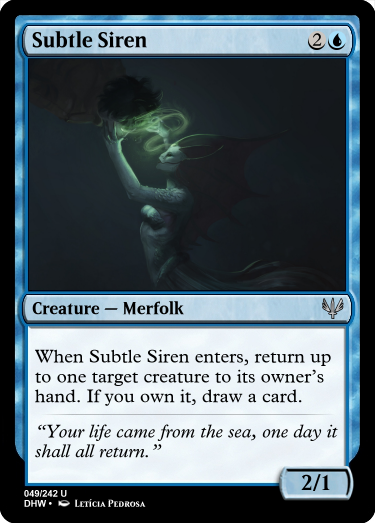 Subtle Siren 2
Creature — Merfolk
When Subtle Siren enters, return up
to one target creature to its owner's
hand. If you own it, draw a card.
“Your life came from the sea, one day it
shall all return.”
2/1
049/242 U
DHW • Letícia Pedrosa